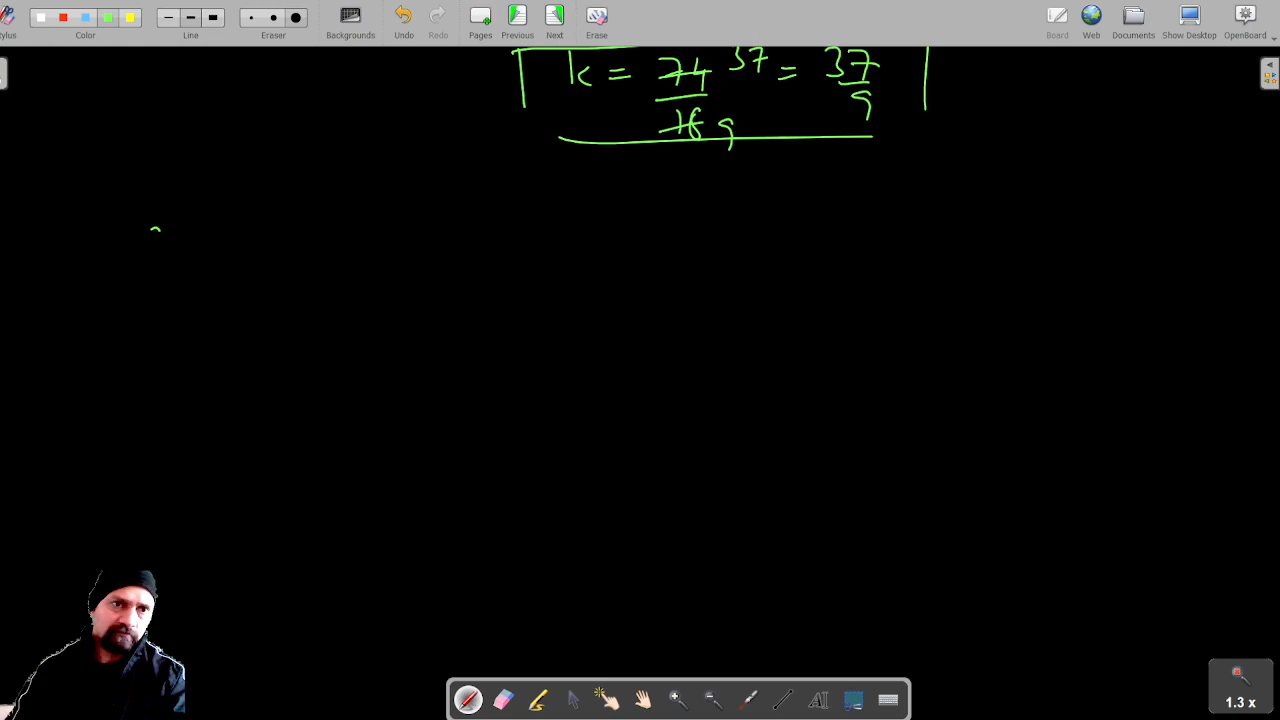 Stylus
Color
Line
Eraser
Backgrounds
Undo
Redo
Pages
Previous
Next
Erase
Board
Web
Documents
Show Desktop
OpenBoard
k = 74 37 = 37
18 9 9
1.3 x